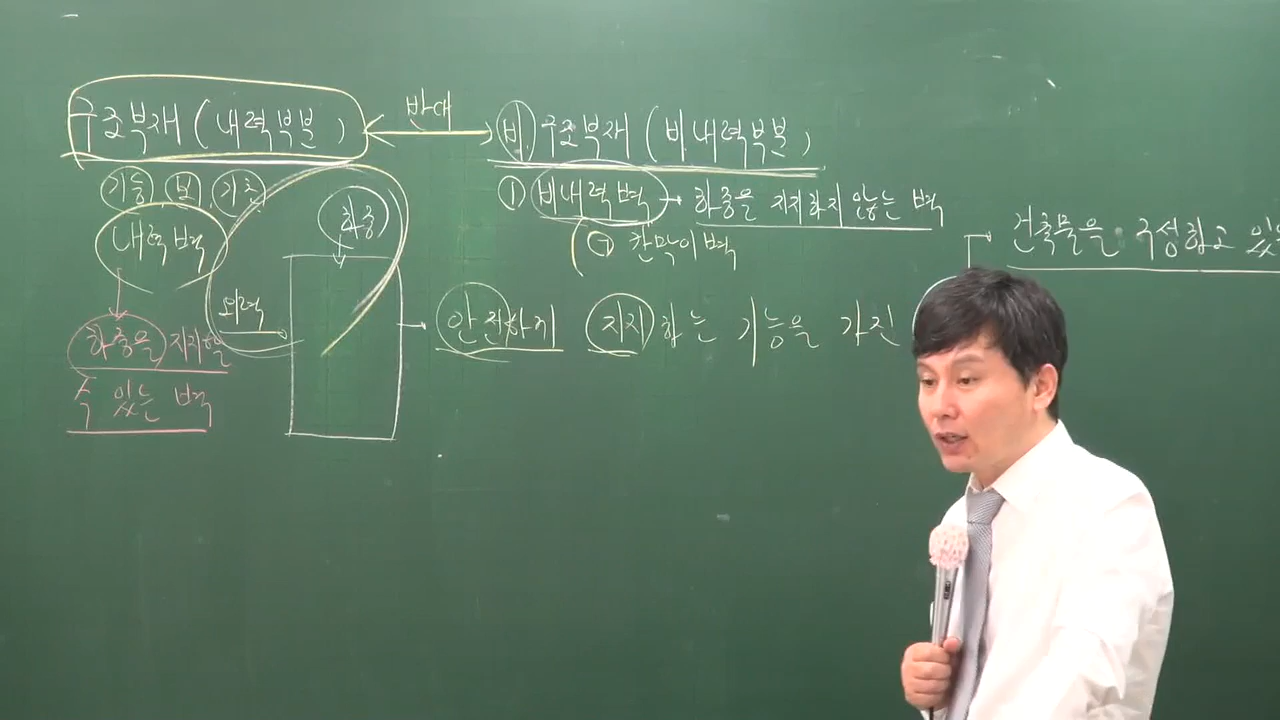 구조부재 (내력부분)
반대
비구조부재 (비내력부분)
기둥 보 기초
내력벽
하중을 지지할
수 있는 벽
하중
외력
① 비내력벽 → 하중을 지지하지 않는 벽
㉠ 칸막이벽
건축물을 구성하고
안전하게 지지하는 기능을 가진